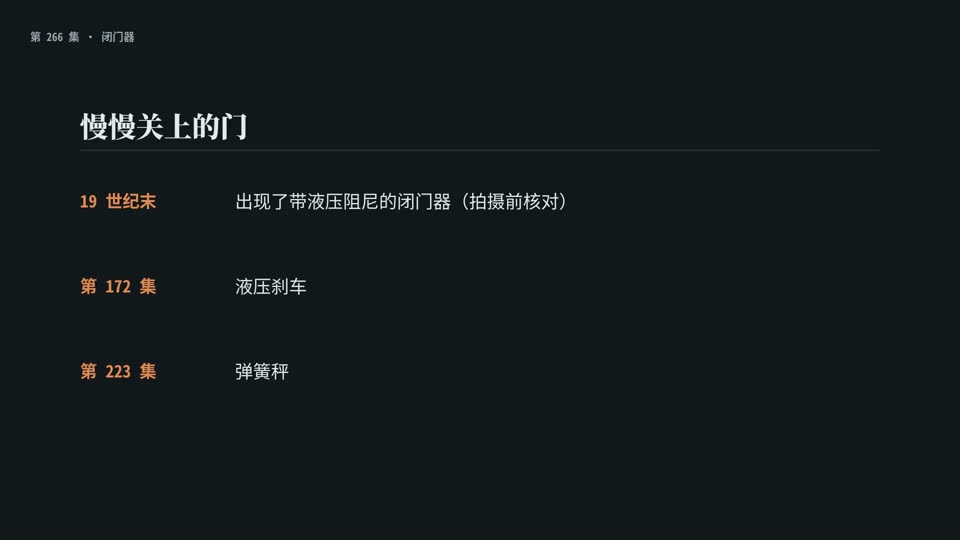 第 266 集 · 闭门器
慢慢关上的门
19 世纪末 出现了带液压阻尼的闭门器（拍摄前核对）
第 172 集 液压刹车
第 223 集 弹簧秤